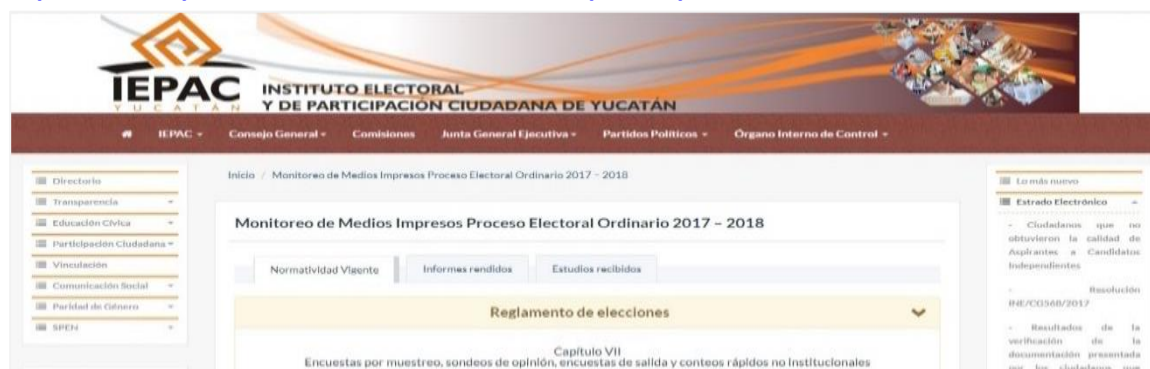 IEPAC
YUCATÁN
INSTITUTO ELECTORAL
Y DE PARTICIPACIÓN CIUDADANA DE YUCATÁN
IEPAC
Consejo General
Comisiones
Junta General Ejecutiva
Partidos Políticos
Órgano Interno de Control
Directorio
Transparencia
Educación Cívica
Participación Ciudadana
Vinculación
Comunicación Social
Paridad de Género
SPEN
Inicio / Monitoreo de Medios Impresos Proceso Electoral Ordinario 2017 - 2018
Monitoreo de Medios Impresos Proceso Electoral Ordinario 2017 - 2018
Normatividad Vigente
Informes rendidos
Estudios recibidos
Reglamento de elecciones
Capítulo VII
Encuestas por muestreo, sondeos de opinión, encuestas de salida y conteos rápidos no institucionales
Lo más nuevo
Extrado Electrónico
- Ciudadanos que no
obtuvieron la calidad de
Aspirantes a Candidatos
Independientes
- Resolución
INE/CG568/2017
- Resultados de la
verificación de la
documentación presentada
por los ciudadanos que